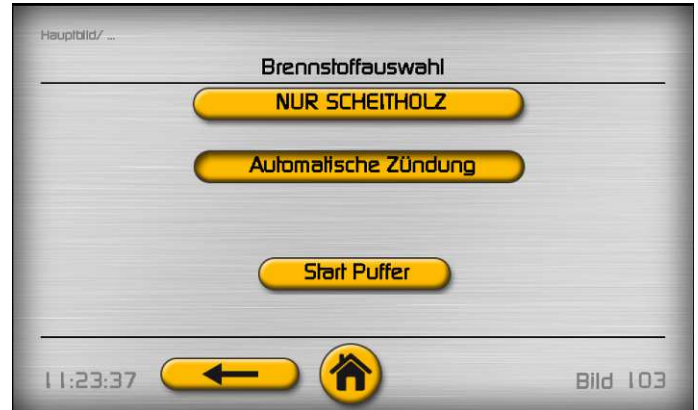 Hauptbild/ ...
Brennstoffauswahl
NUR SCHEITHOLZ
Automatische Zündung
Start Puffer
11:23:37
Bild 103